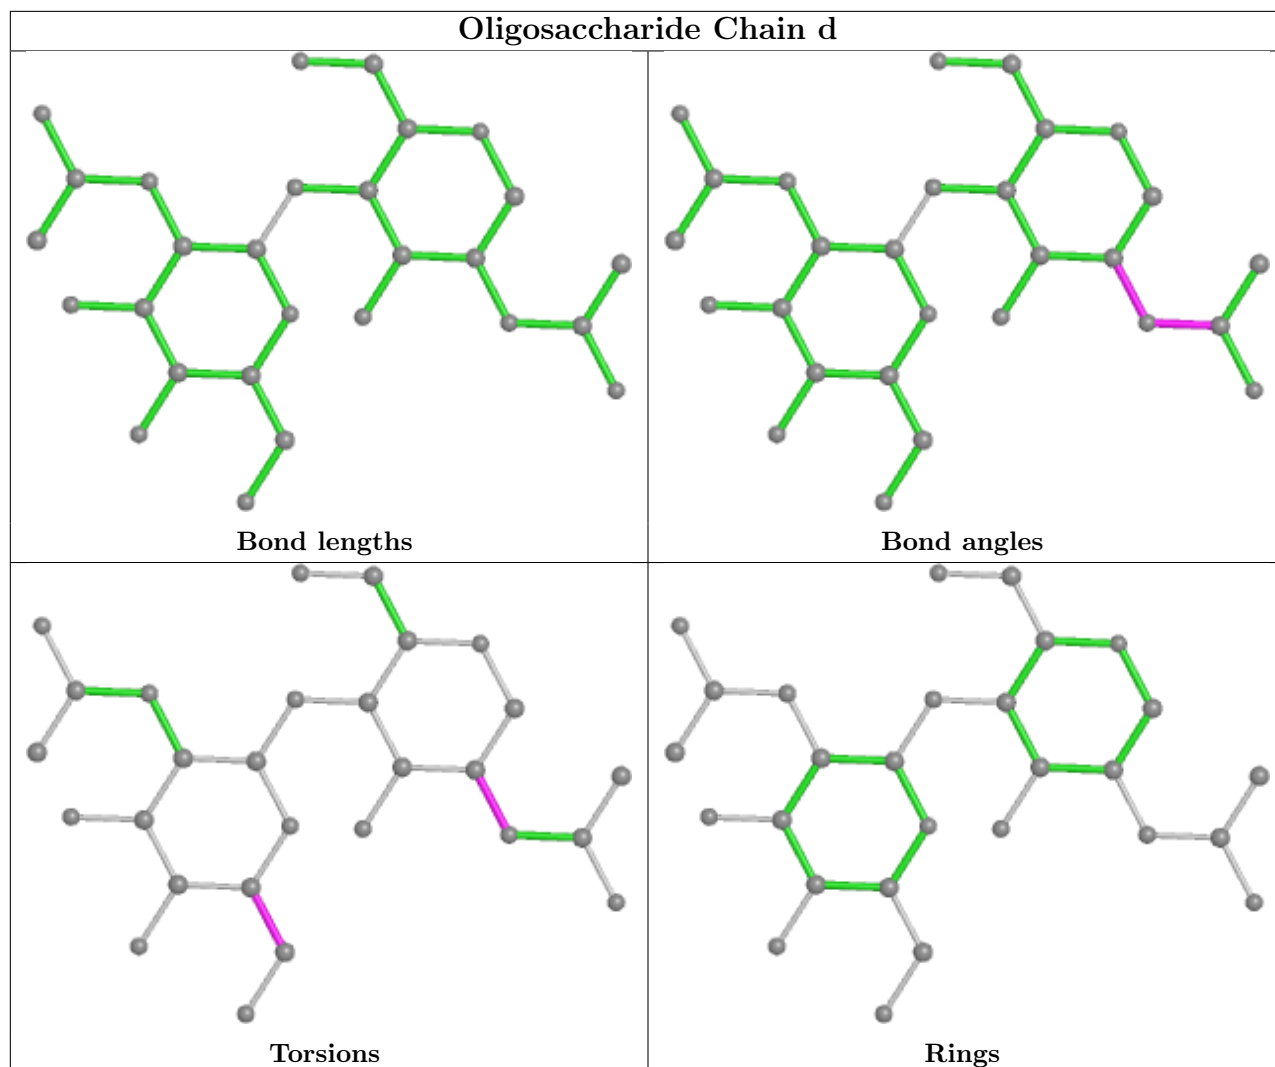 Oligosaccharide Chain d
Bond lengths
Bond angles
Torsions
Rings